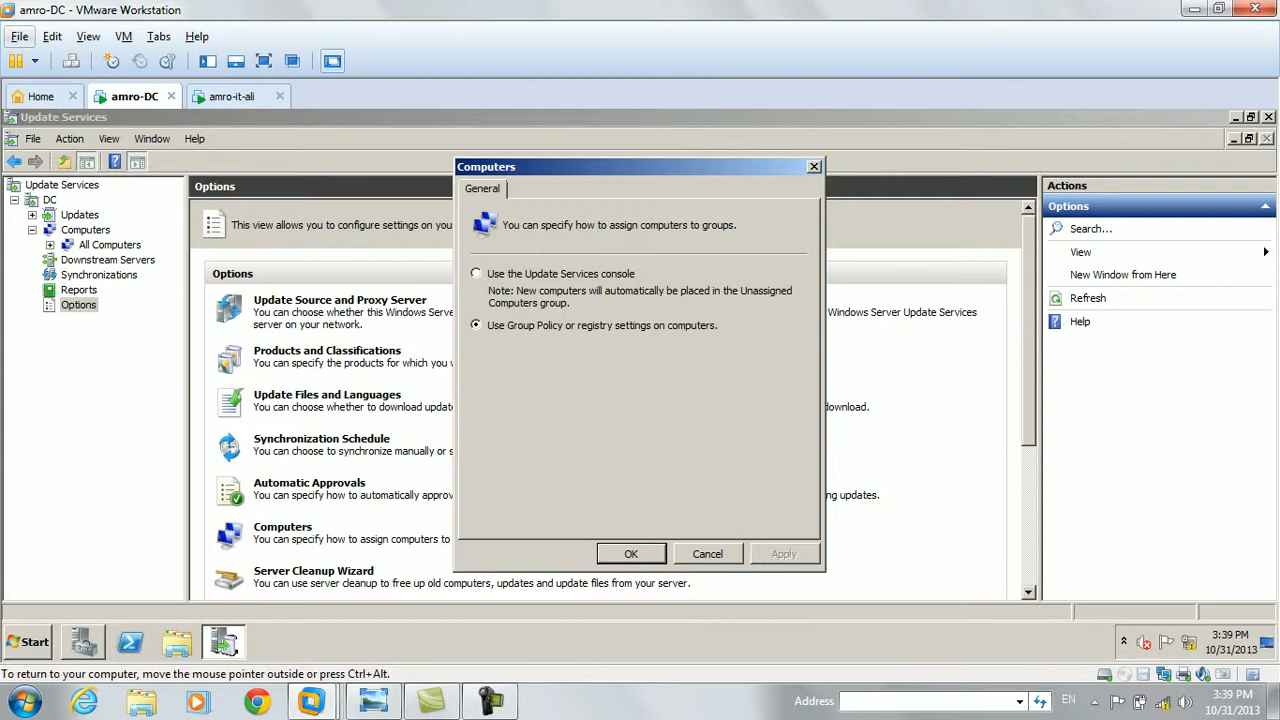 amro-DC - VMware Workstation
File Edit View VM Tabs Help
Home amro-DC amro-it-ali
Update Services
File Action View Window Help
Update Services
DC
Updates
Computers
All Computers
Downstream Servers
Synchronizations
Reports
Options
Options
This view allows you to configure settings on you
Options
Update Source and Proxy Server
You can choose whether this Windows Serve
Windows Server Update Services
server on your network.
Products and Classifications
You can specify the products for which you w
Update Files and Languages
You can choose whether to download updat
download.
Synchronization Schedule
You can choose to synchronize manually or s
Automatic Approvals
You can specify how to automatically approv
ng updates.
Computers
You can specify how to assign computers to
Server Cleanup Wizard
You can use server cleanup to free up old computers, updates and update files from your server.
Computers
General
You can specify how to assign computers to groups.
Use the Update Services console
Note: New computers will automatically be placed in the Unassigned
Computers group.
Use Group Policy or registry settings on computers.
OK Cancel Apply
Actions
Options
Search...
View
New Window from Here
Refresh
Help
Start
3:39 PM
10/31/2013
To return to your computer, move the mouse pointer outside or press Ctrl+Alt.
Address
EN
3:39 PM
10/31/2013